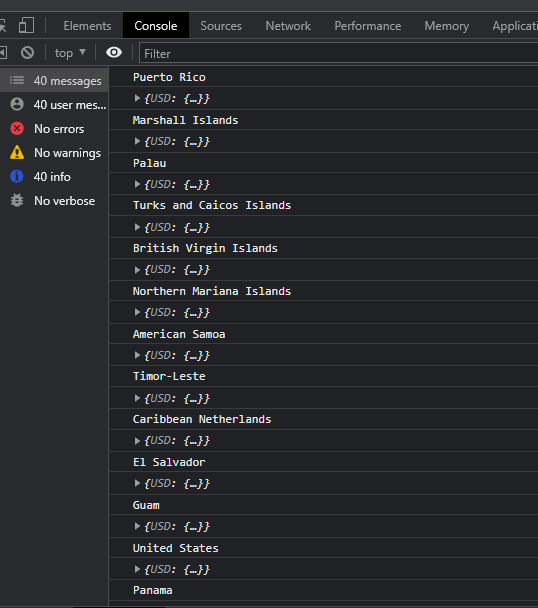 Elements Console Sources Network Performance Memory Applicati
top ▼ Filter
40 messages
40 user mes...
No errors
No warnings
40 info
No verbose
Puerto Rico
▶ {USD: {…}}
Marshall Islands
▶ {USD: {…}}
Palau
▶ {USD: {…}}
Turks and Caicos Islands
▶ {USD: {…}}
British Virgin Islands
▶ {USD: {…}}
Northern Mariana Islands
▶ {USD: {…}}
American Samoa
▶ {USD: {…}}
Timor-Leste
▶ {USD: {…}}
Caribbean Netherlands
▶ {USD: {…}}
El Salvador
▶ {USD: {…}}
Guam
▶ {USD: {…}}
United States
▶ {USD: {…}}
Panama